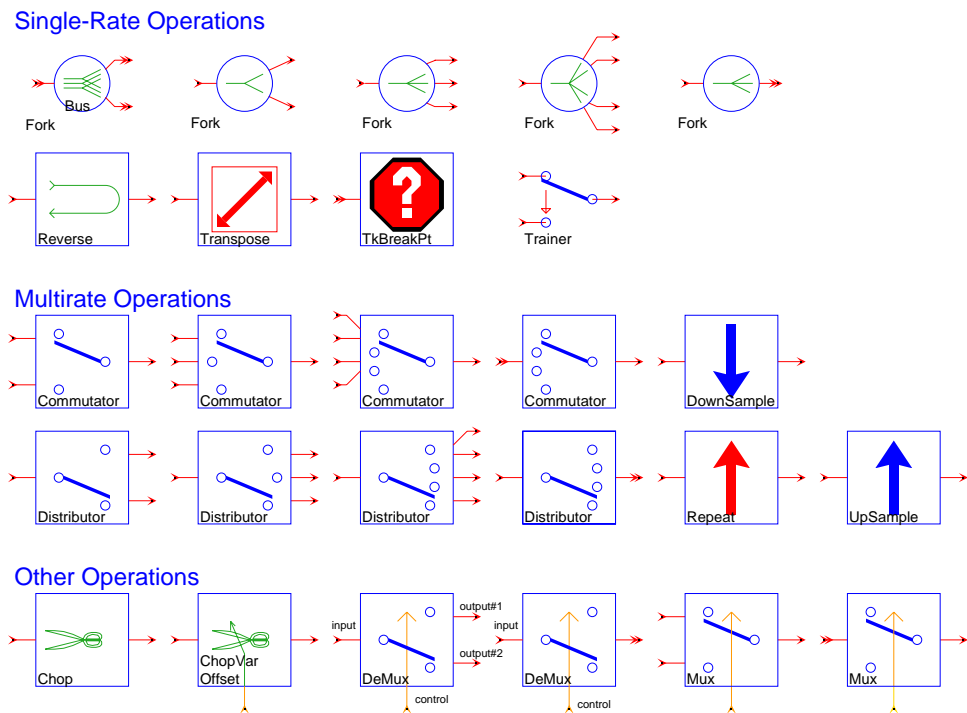 Single-Rate Operations
Bus
Fork
Fork
Fork
Fork
Fork
?
Reverse
Transpose
TkBreakPt
Trainer
Multirate Operations
Commutator
Commutator
Commutator
Commutator
DownSample
Distributor
Distributor
Distributor
Distributor
Repeat
UpSample
Other Operations
Chop
ChopVar
Offset
input
output#1
output#2
DeMux
control
input
DeMux
control
Mux
Mux